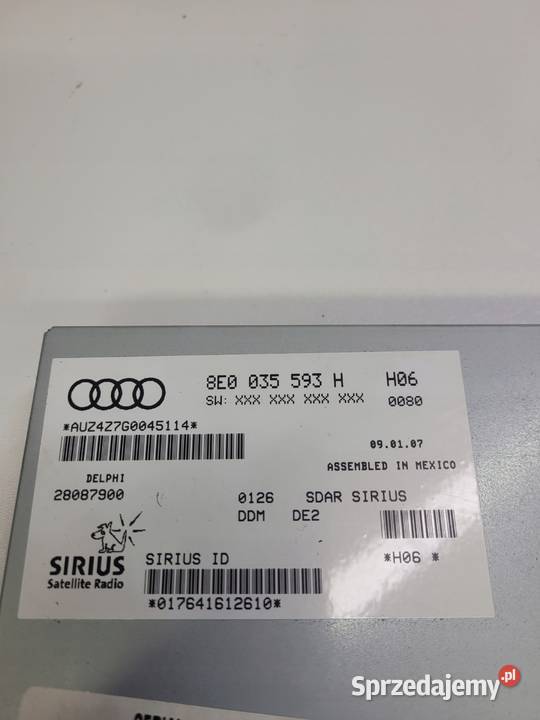 8E0 035 593 H H06
SW: XXX XXX XXX XXX 0080
*AUZ4Z7G0045114*
09.01.07
ASSEMBLED IN MEXICO
DELPHI
28087900
0126 SDAR SIRIUS
DDM DE2
SIRIUS
Satellite Radio
SIRIUS ID
*H06 *
*017641612610*
Sprzedajemy.pl